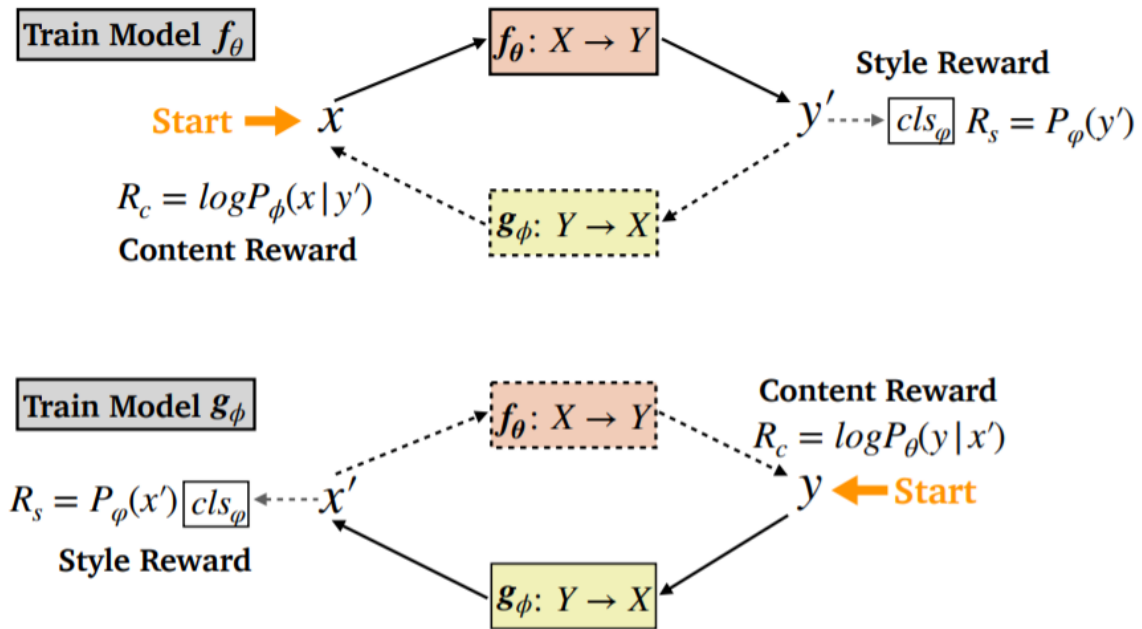 Train Model f_θ
f_θ: X → Y
Style Reward
Start
x
y′
cls_φ R_s = P_φ(y′)
R_c = logP_ϕ(x|y′)
Content Reward
g_ϕ: Y → X
Train Model g_ϕ
f_θ: X → Y
Content Reward
R_c = logP_θ(y|x′)
R_s = P_φ(x′) cls_φ
x′
y
Start
Style Reward
g_ϕ: Y → X